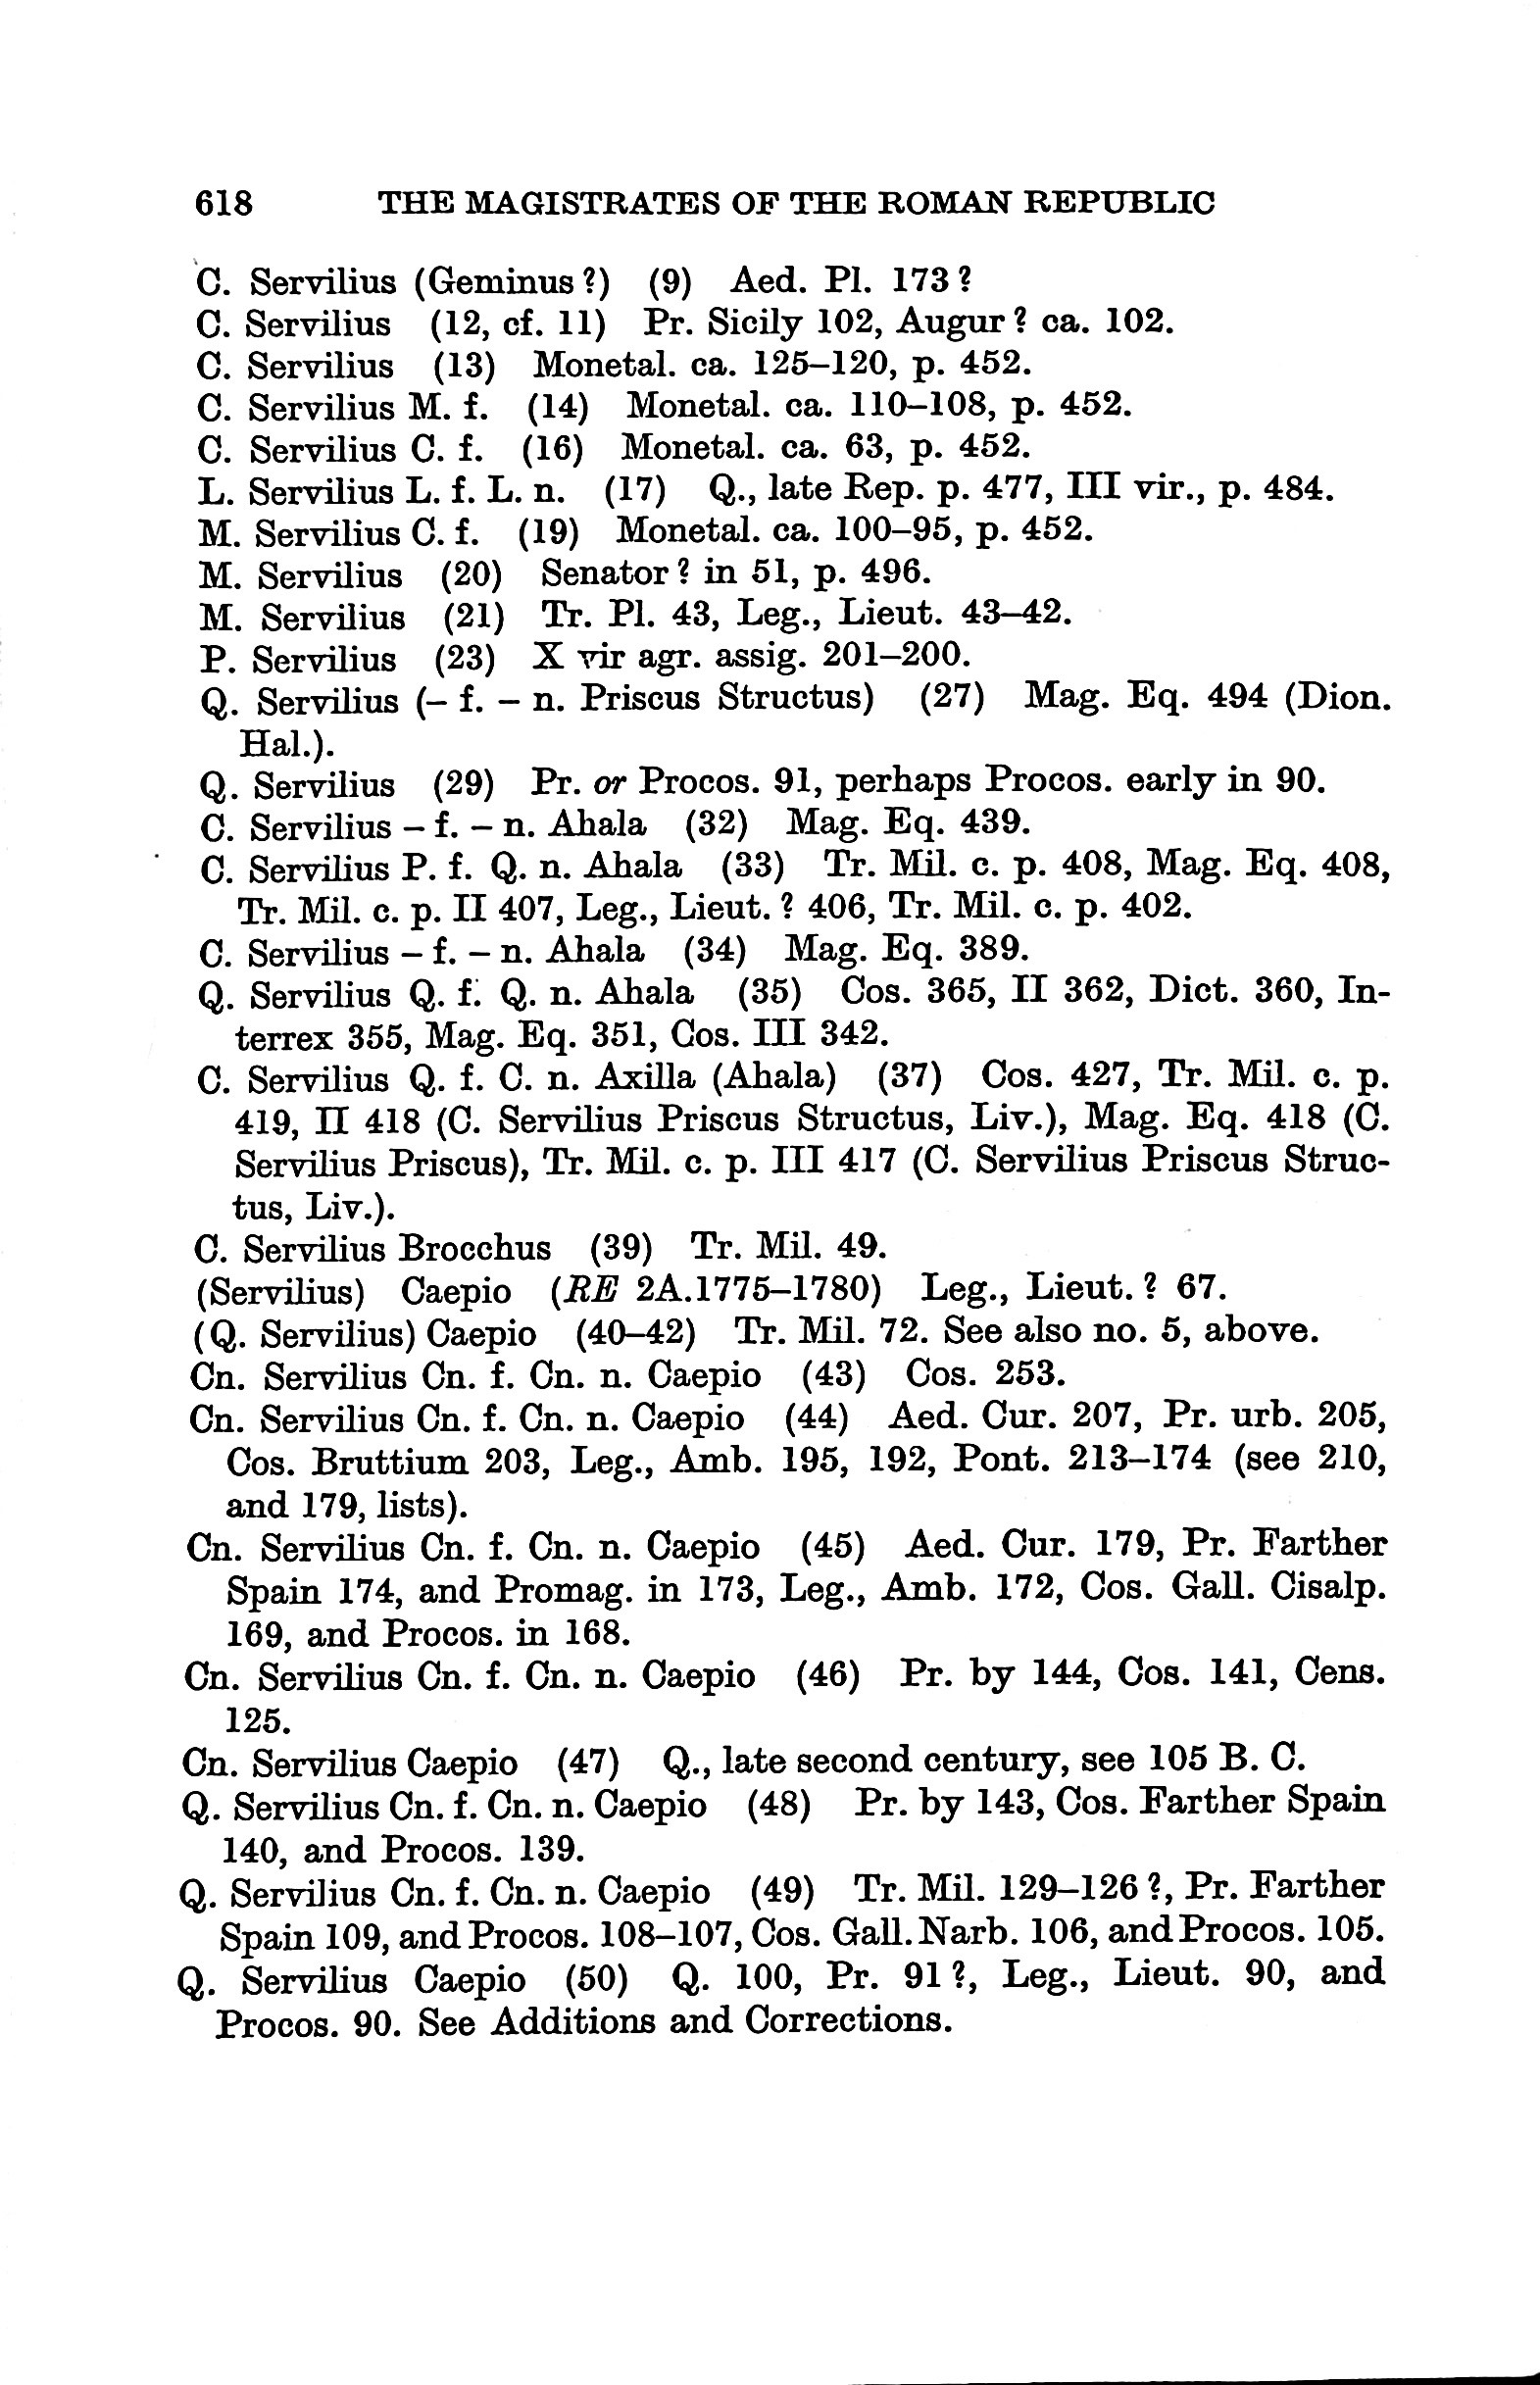 618 THE MAGISTRATES OF THE ROMAN REPUBLIC
C. Servilius (Geminus?) (9) Aed. Pl. 173?
C. Servilius (12, cf. 11) Pr. Sicily 102, Augur? ca. 102.
C. Servilius (13) Monetal. ca. 125–120, p. 452.
C. Servilius M. f. (14) Monetal. ca. 110–108, p. 452.
C. Servilius C. f. (16) Monetal. ca. 63, p. 452.
L. Servilius L. f. L. n. (17) Q., late Rep. p. 477, III vir., p. 484.
M. Servilius C. f. (19) Monetal. ca. 100–95, p. 452.
M. Servilius (20) Senator? in 51, p. 496.
M. Servilius (21) Tr. Pl. 43, Leg., Lieut. 43–42.
P. Servilius (23) X vir agr. assig. 201–200.
Q. Servilius (– f. – n. Priscus Structus) (27) Mag. Eq. 494 (Dion.
Hal.).
Q. Servilius (29) Pr. or Procos. 91, perhaps Procos. early in 90.
C. Servilius – f. – n. Ahala (32) Mag. Eq. 439.
C. Servilius P. f. Q. n. Ahala (33) Tr. Mil. c. p. 408, Mag. Eq. 408,
Tr. Mil. c. p. II 407, Leg., Lieut.? 406, Tr. Mil. c. p. 402.
C. Servilius – f. – n. Ahala (34) Mag. Eq. 389.
Q. Servilius Q. f. Q. n. Ahala (35) Cos. 365, II 362, Dict. 360, In-
terrex 355, Mag. Eq. 351, Cos. III 342.
C. Servilius Q. f. C. n. Axilla (Ahala) (37) Cos. 427, Tr. Mil. c. p.
419, II 418 (C. Servilius Priscus Structus, Liv.), Mag. Eq. 418 (C.
Servilius Priscus), Tr. Mil. c. p. III 417 (C. Servilius Priscus Struc-
tus, Liv.).
C. Servilius Brocchus (39) Tr. Mil. 49.
(Servilius) Caepio (RE 2A.1775–1780) Leg., Lieut.? 67.
(Q. Servilius) Caepio (40–42) Tr. Mil. 72. See also no. 5, above.
Cn. Servilius Cn. f. Cn. n. Caepio (43) Cos. 253.
Cn. Servilius Cn. f. Cn. n. Caepio (44) Aed. Cur. 207, Pr. urb. 205,
Cos. Bruttium 203, Leg., Amb. 195, 192, Pont. 213–174 (see 210,
and 179, lists).
Cn. Servilius Cn. f. Cn. n. Caepio (45) Aed. Cur. 179, Pr. Farther
Spain 174, and Promag. in 173, Leg., Amb. 172, Cos. Gall. Cisalp.
169, and Procos. in 168.
Cn. Servilius Cn. f. Cn. n. Caepio (46) Pr. by 144, Cos. 141, Cens.
125.
Cn. Servilius Caepio (47) Q., late second century, see 105 B. C.
Q. Servilius Cn. f. Cn. n. Caepio (48) Pr. by 143, Cos. Farther Spain
140, and Procos. 139.
Q. Servilius Cn. f. Cn. n. Caepio (49) Tr. Mil. 129–126?, Pr. Farther
Spain 109, and Procos. 108–107, Cos. Gall. Narb. 106, and Procos. 105.
Q. Servilius Caepio (50) Q. 100, Pr. 91?, Leg., Lieut. 90, and
Procos. 90. See Additions and Corrections.